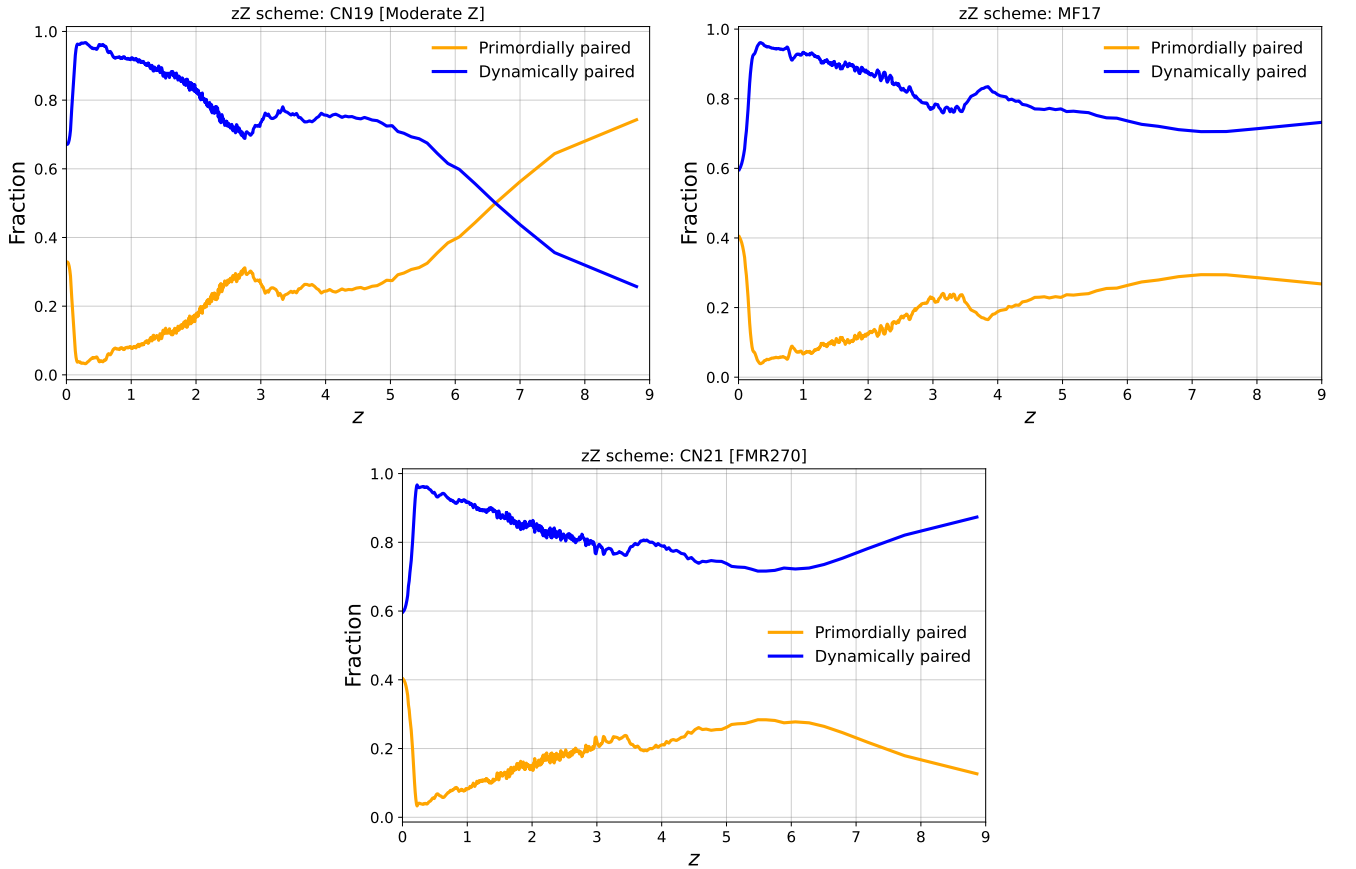 zZ scheme: CN19 [Moderate Z]
1.0
0.8
0.6
0.4
0.2
0.0
Fraction
Primordially paired
Dynamically paired
0 1 2 3 4 5 6 7 8 9
z
zZ scheme: MF17
1.0
0.8
0.6
0.4
0.2
0.0
Fraction
Primordially paired
Dynamically paired
0 1 2 3 4 5 6 7 8 9
z
zZ scheme: CN21 [FMR270]
1.0
0.8
0.6
0.4
0.2
0.0
Fraction
Primordially paired
Dynamically paired
0 1 2 3 4 5 6 7 8 9
z